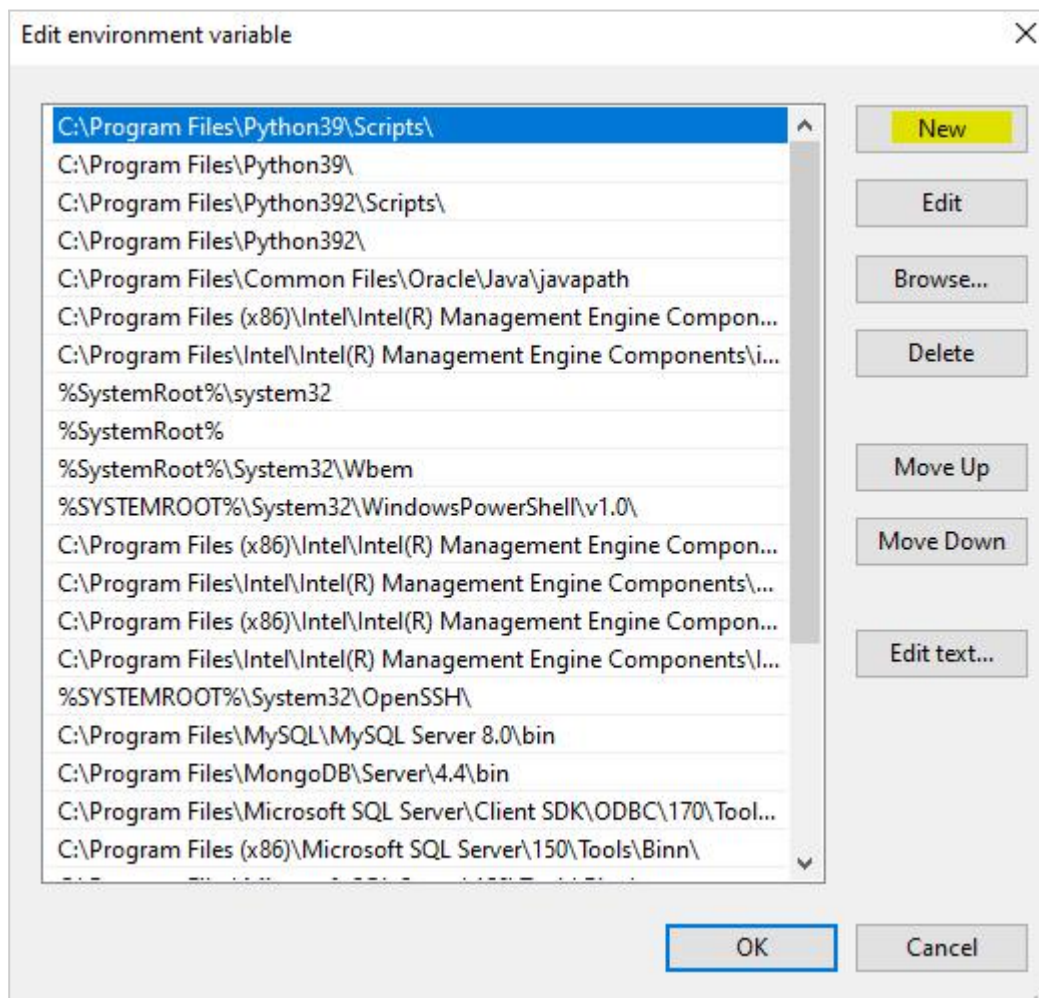 Edit environment variable
C:\Program Files\Python39\Scripts\
New
C:\Program Files\Python39\
C:\Program Files\Python392\Scripts\
Edit
C:\Program Files\Python392\
C:\Program Files\Common Files\Oracle\Java\javapath
Browse...
C:\Program Files (x86)\Intel\Intel(R) Management Engine Compon...
C:\Program Files\Intel\Intel(R) Management Engine Components\i...
Delete
%SystemRoot%\system32
%SystemRoot%
%SystemRoot%\System32\Wbem
Move Up
%SYSTEMROOT%\System32\WindowsPowerShell\v1.0\
C:\Program Files (x86)\Intel\Intel(R) Management Engine Compon...
Move Down
C:\Program Files\Intel\Intel(R) Management Engine Components\...
C:\Program Files (x86)\Intel\Intel(R) Management Engine Compon...
C:\Program Files\Intel\Intel(R) Management Engine Components\I...
Edit text...
%SYSTEMROOT%\System32\OpenSSH\
C:\Program Files\MySQL\MySQL Server 8.0\bin
C:\Program Files\MongoDB\Server\4.4\bin
C:\Program Files\Microsoft SQL Server\Client SDK\ODBC\170\Tool...
C:\Program Files (x86)\Microsoft SQL Server\150\Tools\Binn\
OK
Cancel